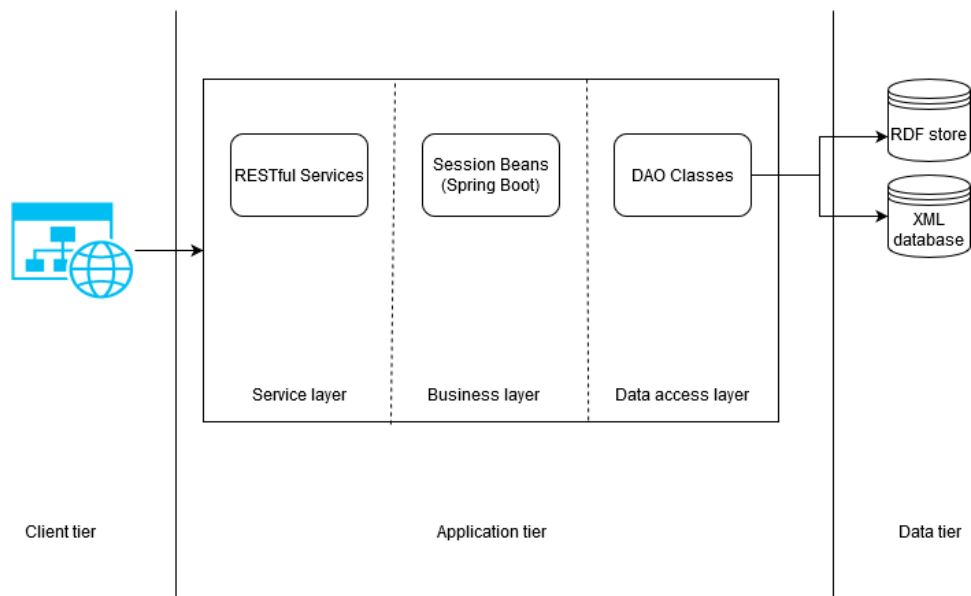 RDF store
RESTful Services
Session Beans
(Spring Boot)
DAO Classes
XML
database
Service layer
Business layer
Data access layer
Client tier
Application tier
Data tier